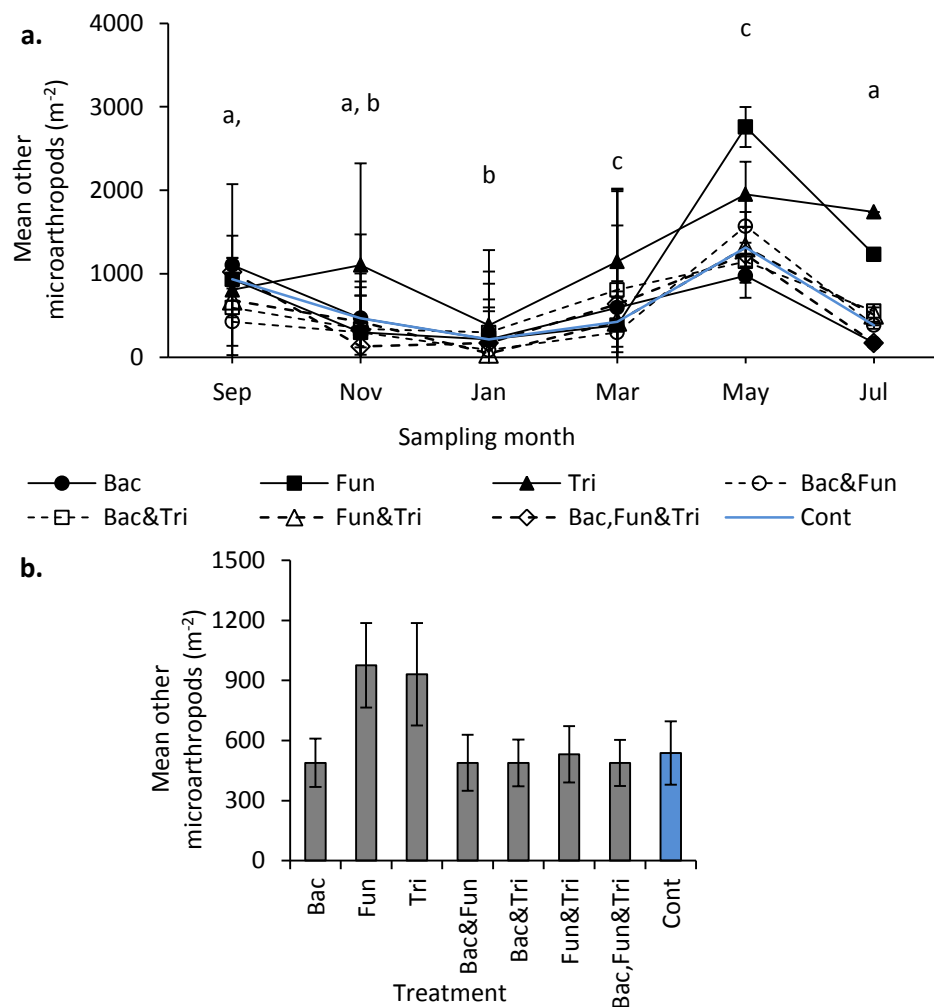 a.
Mean other
microarthropods (m⁻²)
4000
3000
2000
1000
0
a,
a, b
b
c
c
a
Sep Nov Jan Mar May Jul
Sampling month
Bac Fun Tri Bac&Fun
Bac&Tri Fun&Tri Bac,Fun&Tri Cont
b.
Mean other
microarthropods (m⁻²)
1500
1200
900
600
300
0
Bac
Fun
Tri
Bac&Fun
Bac&Tri
Fun&Tri
Bac,Fun&Tri
Cont
Treatment